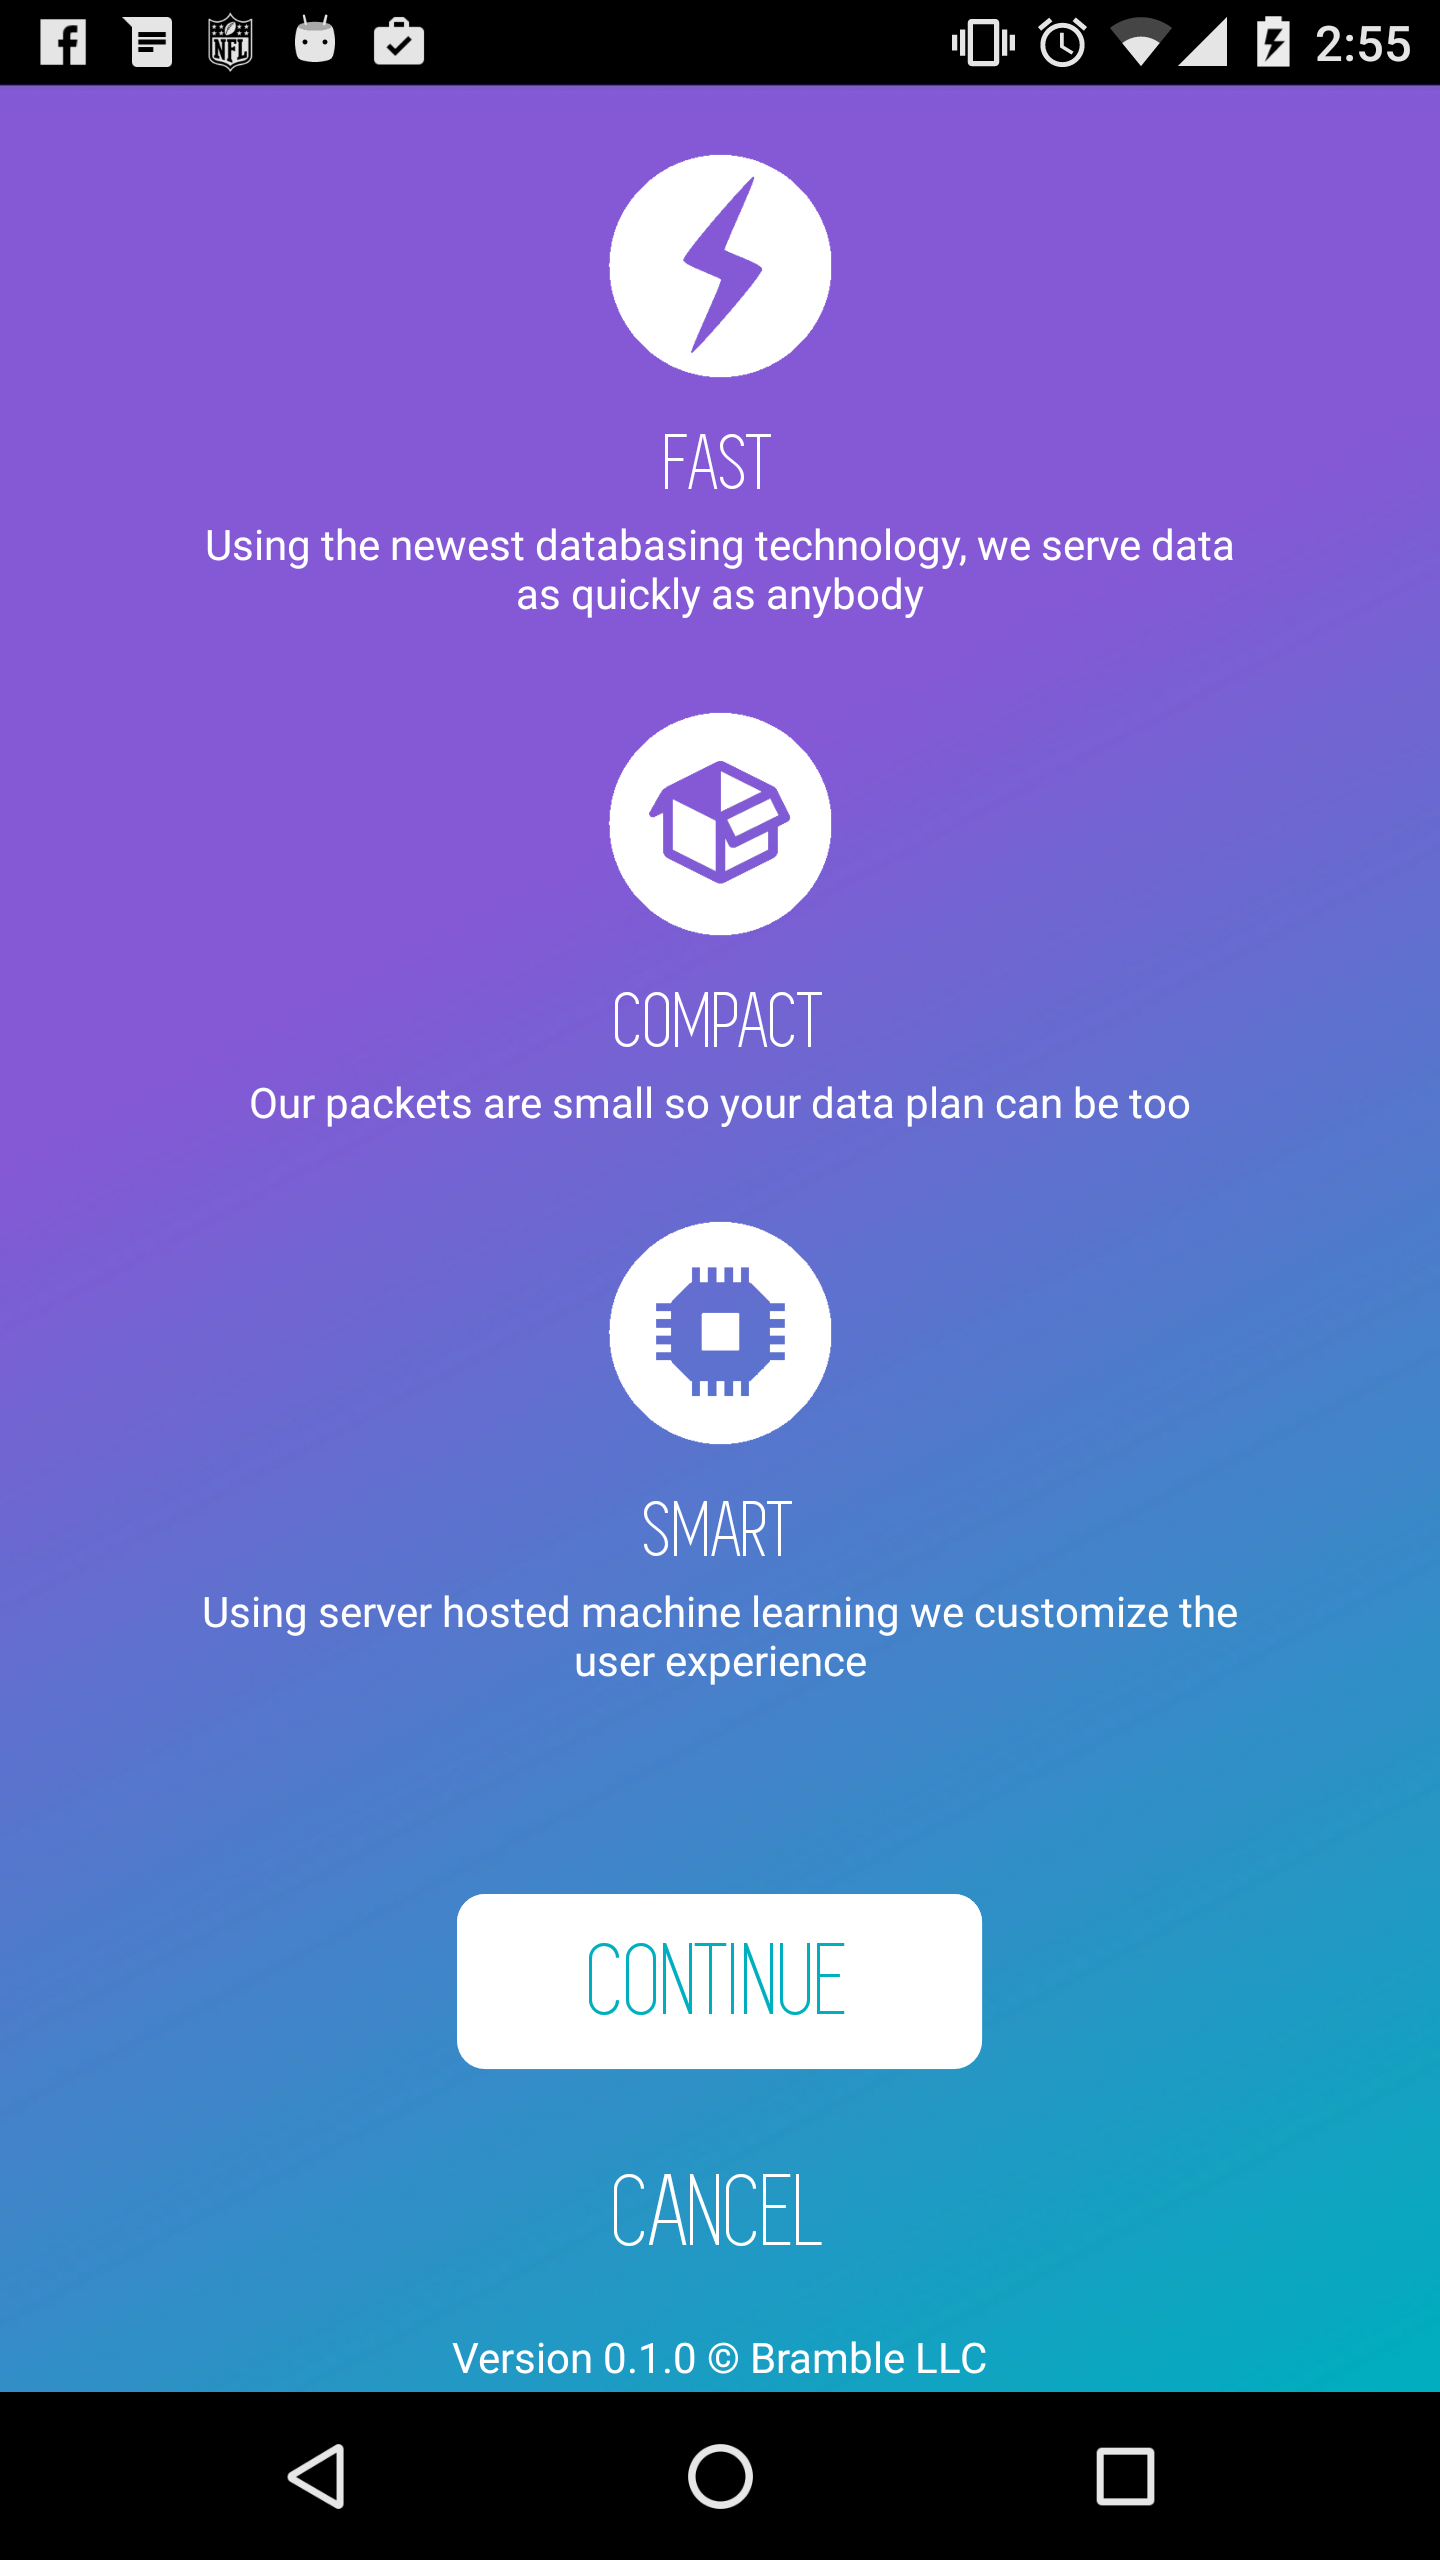 NFL
2:55
FAST
Using the newest databasing technology, we serve data
as quickly as anybody
COMPACT
Our packets are small so your data plan can be too
SMART
Using server hosted machine learning we customize the
user experience
CONTINUE
CANCEL
Version 0.1.0 © Bramble LLC